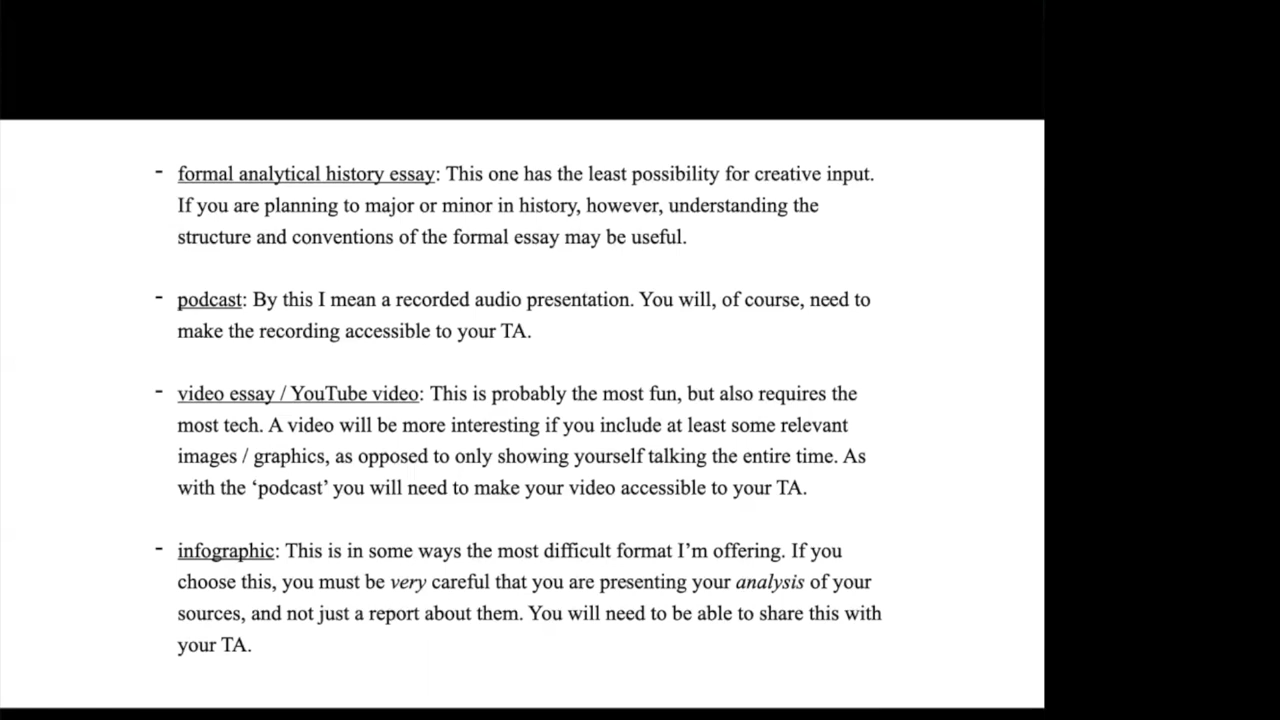 - formal analytical history essay: This one has the least possibility for creative input.
If you are planning to major or minor in history, however, understanding the
structure and conventions of the formal essay may be useful.
- podcast: By this I mean a recorded audio presentation. You will, of course, need to
make the recording accessible to your TA.
- video essay / YouTube video: This is probably the most fun, but also requires the
most tech. A video will be more interesting if you include at least some relevant
images / graphics, as opposed to only showing yourself talking the entire time. As
with the ‘podcast’ you will need to make your video accessible to your TA.
- infographic: This is in some ways the most difficult format I’m offering. If you
choose this, you must be very careful that you are presenting your analysis of your
sources, and not just a report about them. You will need to be able to share this with
your TA.